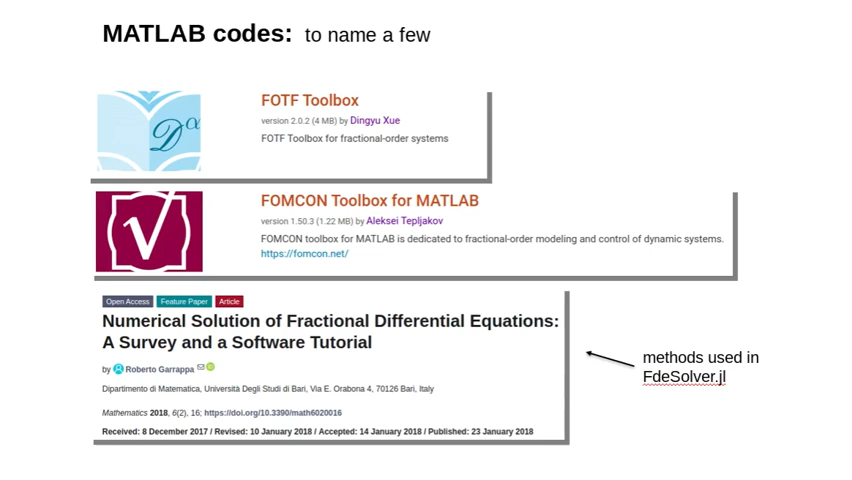 MATLAB codes: to name a few
FOTF Toolbox
version 2.0.2 (4 MB) by Dingyu Xue
FOTF Toolbox for fractional-order systems
Dα
FOMCON Toolbox for MATLAB
version 1.50.3 (1.22 MB) by Aleksei Tepljakov
FOMCON toolbox for MATLAB is dedicated to fractional-order modeling and control of dynamic systems.
https://fomcon.net/
Open Access Feature Paper Article
Numerical Solution of Fractional Differential Equations:
A Survey and a Software Tutorial
by Roberto Garrappa
Dipartimento di Matematica, Università Degli Studi di Bari, Via E. Orabona 4, 70126 Bari, Italy
Mathematics 2018, 6(2), 16; https://doi.org/10.3390/math6020016
Received: 8 December 2017 / Revised: 10 January 2018 / Accepted: 14 January 2018 / Published: 23 January 2018
methods used in
FdeSolver.jl